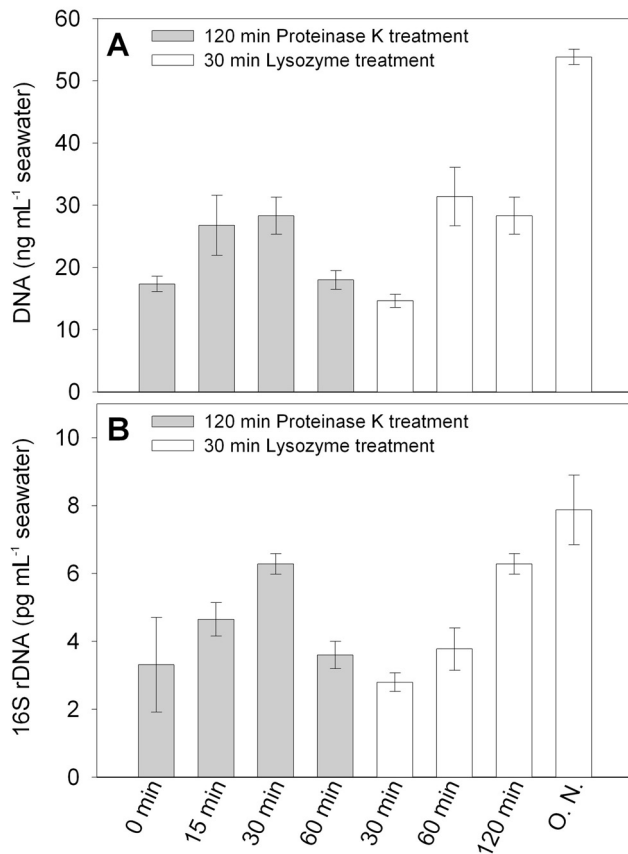 A
120 min Proteinase K treatment
30 min Lysozyme treatment
DNA (ng mL⁻¹ seawater)
60
50
40
30
20
10
0
B
120 min Proteinase K treatment
30 min Lysozyme treatment
16S rDNA (pg mL⁻¹ seawater)
10
8
6
4
2
0
0 min
15 min
30 min
60 min
30 min
60 min
120 min
O. N.